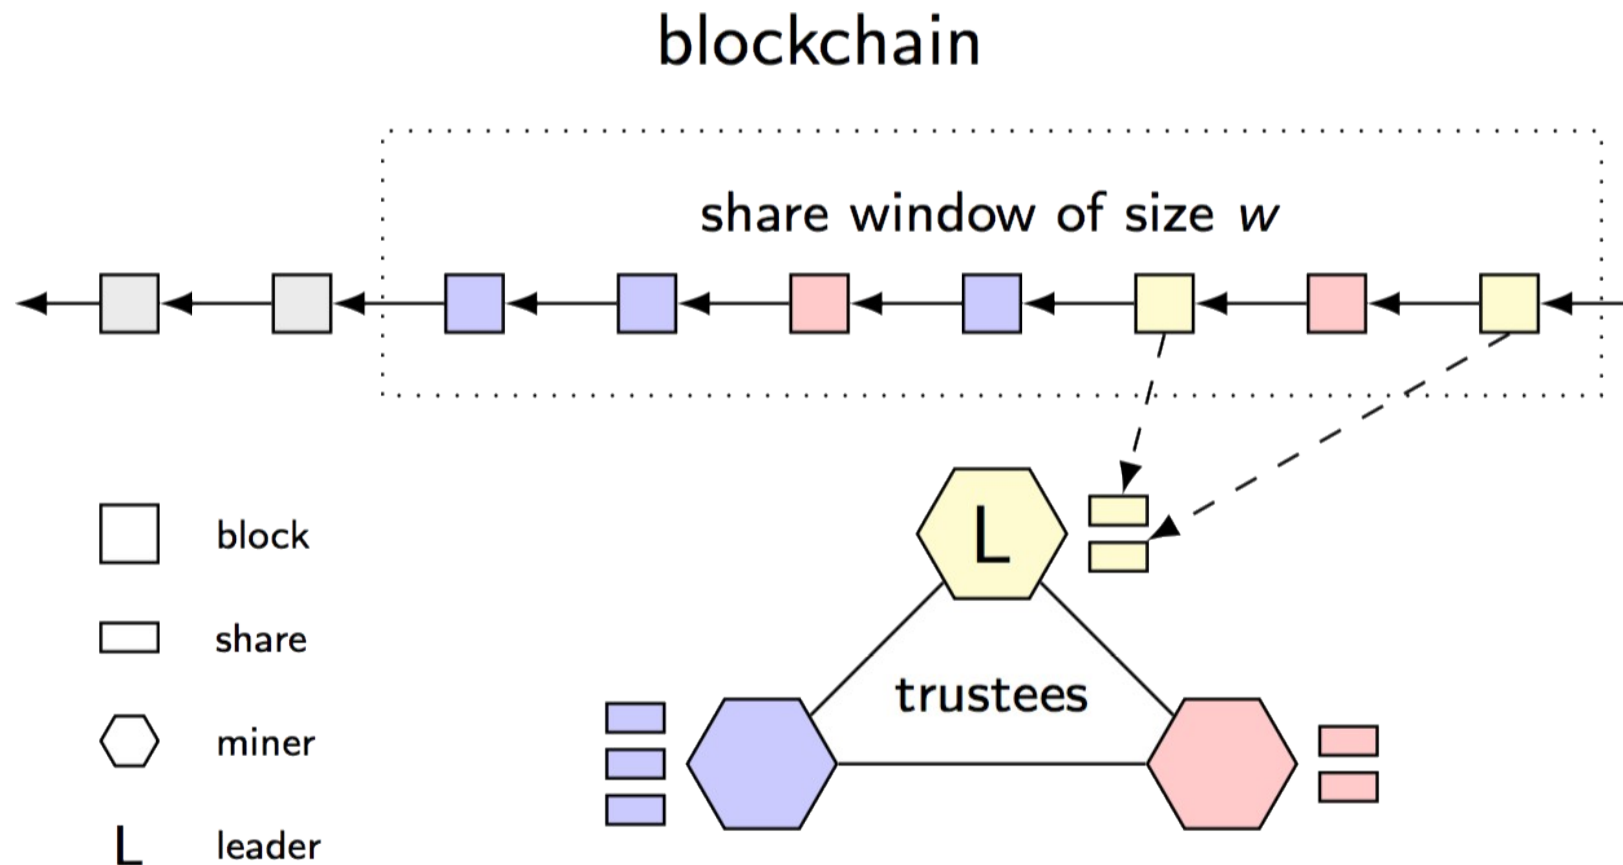 blockchain
share window of size w
L
trustees
block
share
miner
L leader